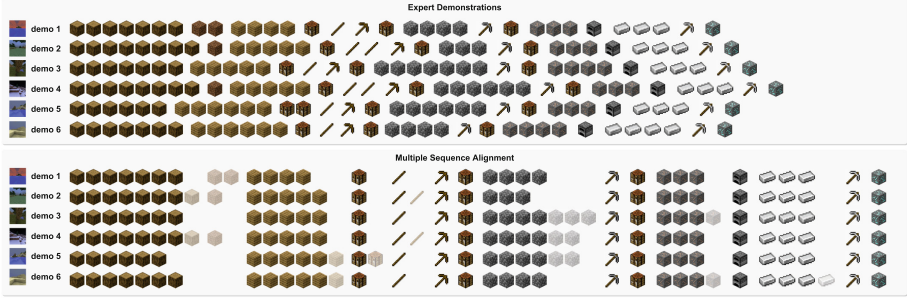 Expert Demonstrations
demo 1
demo 2
demo 3
demo 4
demo 5
demo 6
Multiple Sequence Alignment
demo 1
demo 2
demo 3
demo 4
demo 5
demo 6